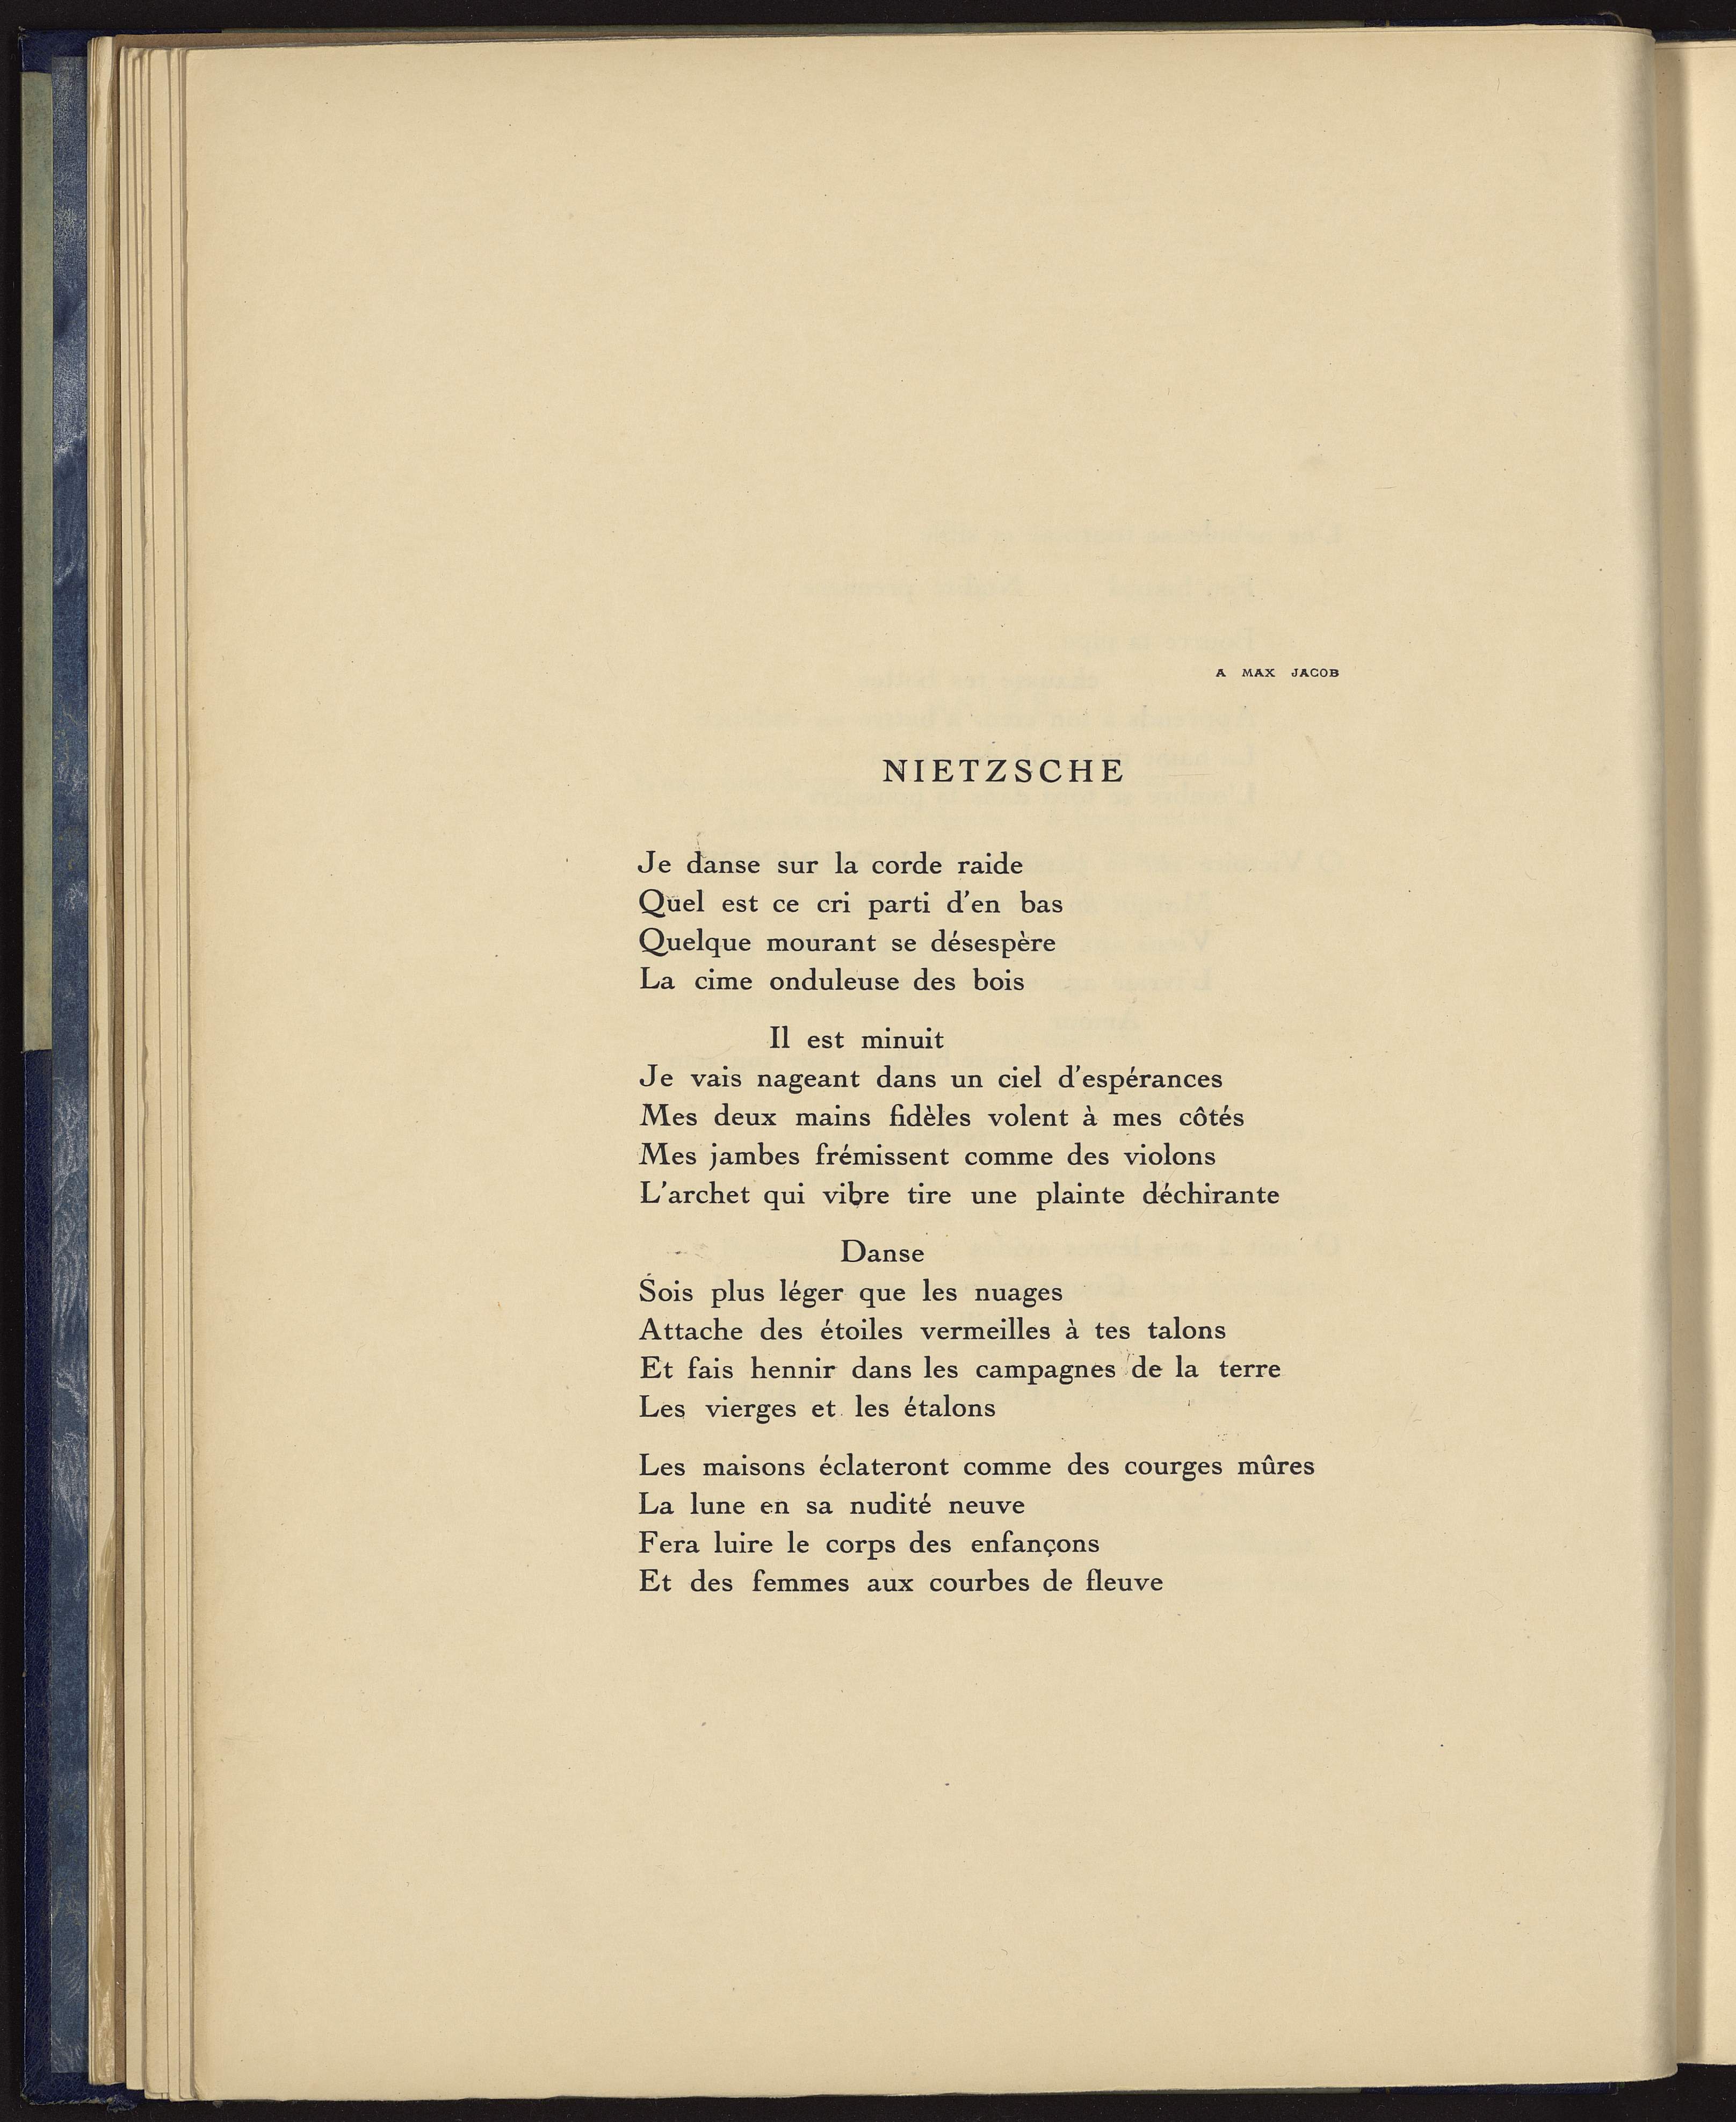 A MAX JACOB
NIETZSCHE
Je danse sur la corde raide
Quel est ce cri parti d'en bas
Quelque mourant se désespère
La cime onduleuse des bois
Il est minuit
Je vais nageant dans un ciel d'espérances
Mes deux mains fidèles volent à mes côtés
Mes jambes frémissent comme des violons
L'archet qui vibre tire une plainte déchirante
Danse
Sois plus léger que les nuages
Attache des étoiles vermeilles à tes talons
Et fais hennir dans les campagnes de la terre
Les vierges et les étalons
Les maisons éclateront comme des courges mûres
La lune en sa nudité neuve
Fera luire le corps des enfançons
Et des femmes aux courbes de fleuve